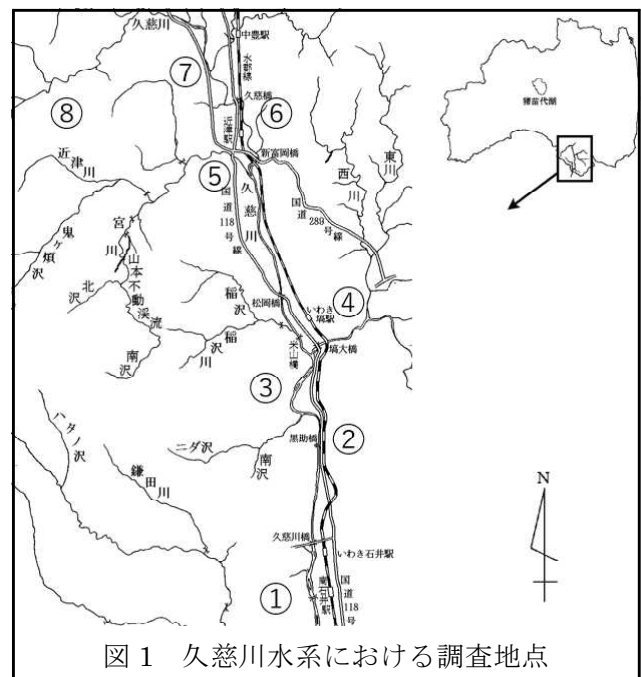 久慈川
中豊駅
水郡線
⑦
久慈橋
⑧
近津駅
⑥
新富岡橋
近津川
⑤
久慈川
国道118号線
国道289号線
西川
東川
鬼ヶ
沢
宮川
山本不動渓流
北沢
南沢
稲沢
稲沢川
松岡橋
④
いわき塙駅
塙大橋
米山橋
③
②
黒助橋
ニダ沢
南沢
ハタノ沢
鎌田川
久慈川橋
いわき石井駅
①
南石井駅
国道118号
猪苗代湖
N
図1 久慈川水系における調査地点